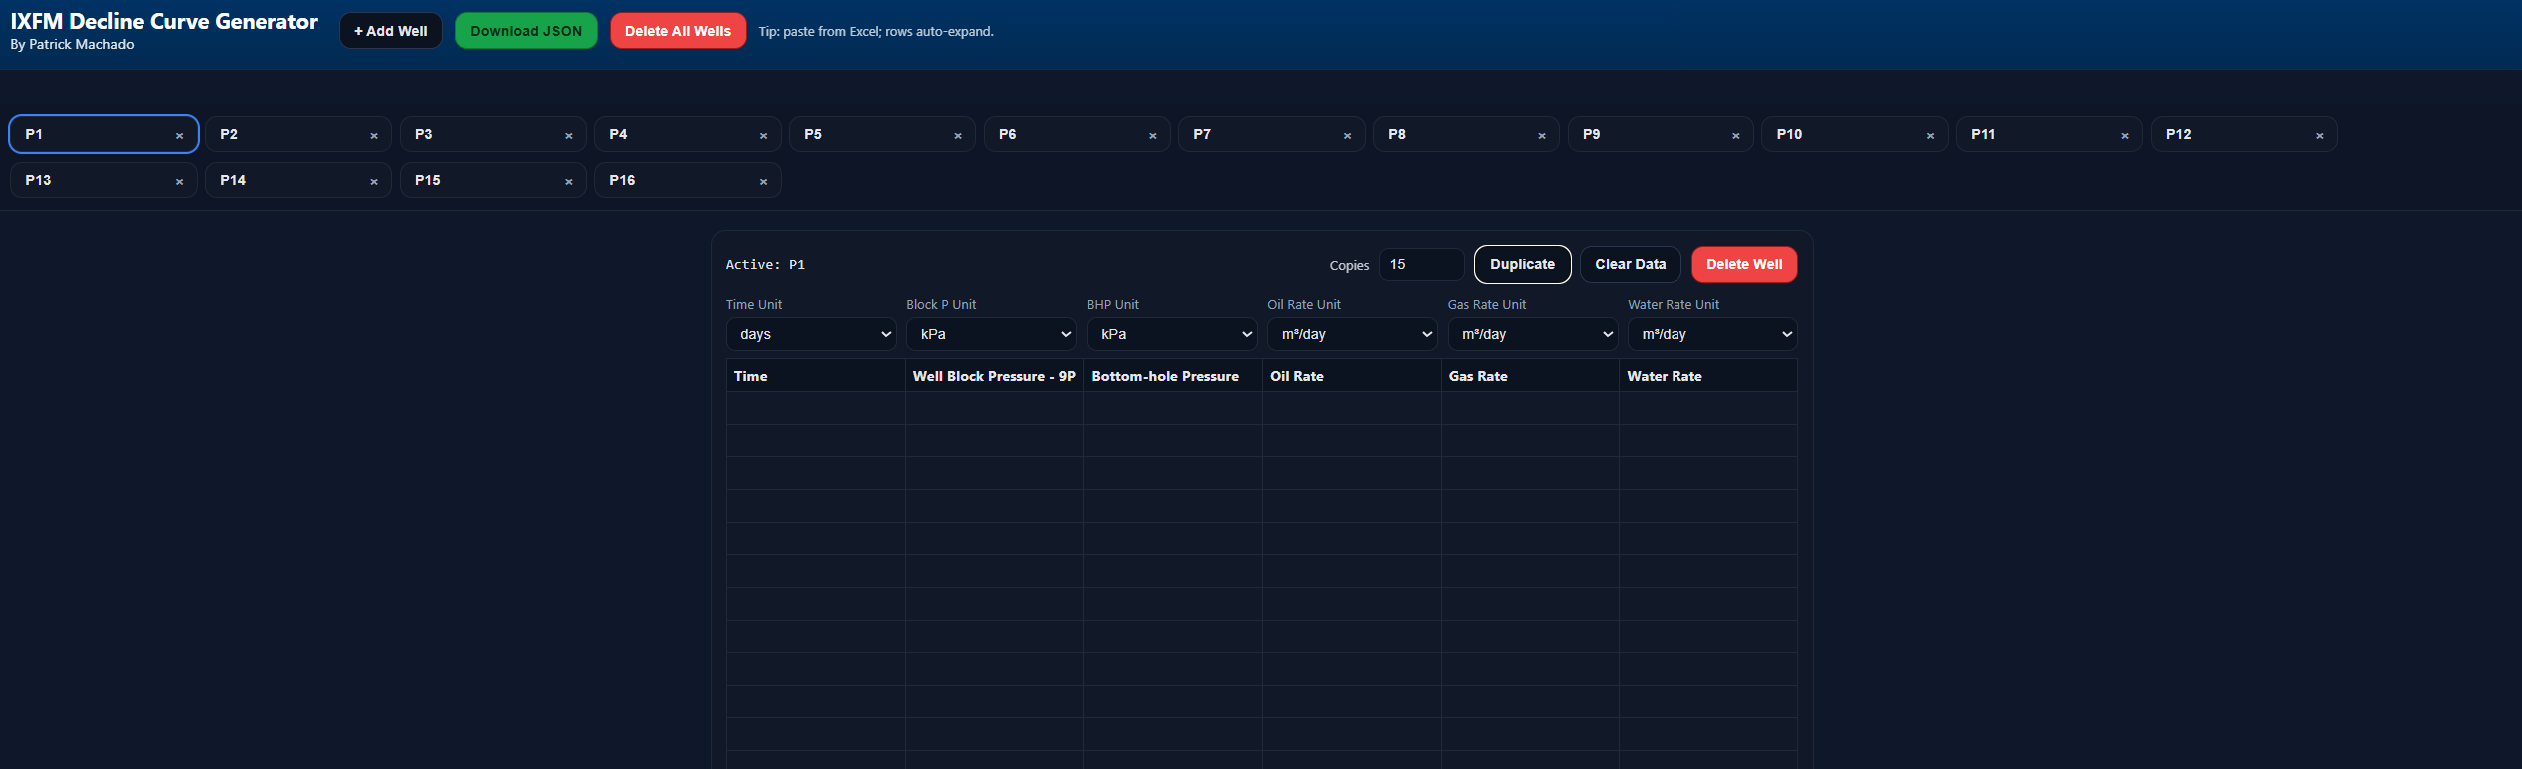 IXFM Decline Curve Generator
By Patrick Machado
+ Add Well
Download JSON
Delete All Wells
Tip: paste from Excel; rows auto-expand.
P1 ×
P2 ×
P3 ×
P4 ×
P5 ×
P6 ×
P7 ×
P8 ×
P9 ×
P10 ×
P11 ×
P12 ×
P13 ×
P14 ×
P15 ×
P16 ×
Active: P1
Copies 15
Duplicate
Clear Data
Delete Well
Time Unit
Block P Unit
BHP Unit
Oil Rate Unit
Gas Rate Unit
Water Rate Unit
days
kPa
kPa
m³/day
m³/day
m³/day
Time
Well Block Pressure - 9P
Bottom-hole Pressure
Oil Rate
Gas Rate
Water Rate